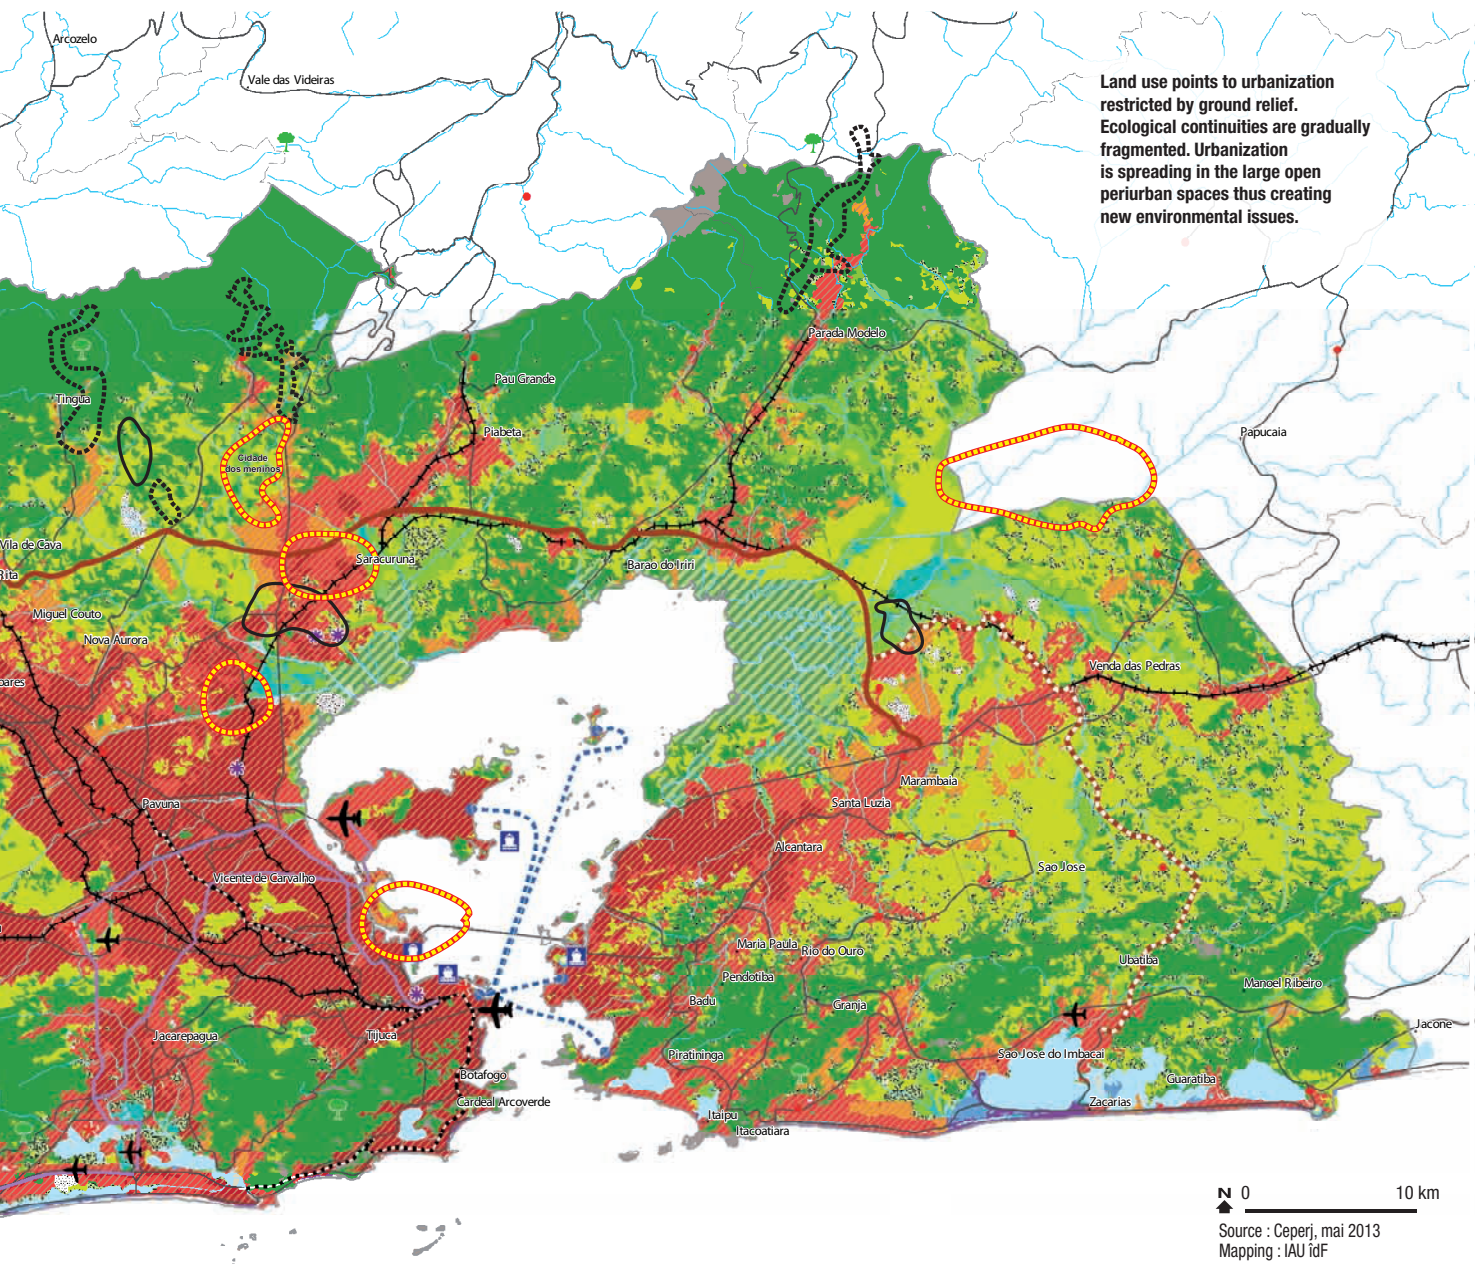 Arcozelo
Vale das Videiras
Land use points to urbanization
restricted by ground relief.
Ecological continuities are gradually
fragmented. Urbanization
is spreading in the large open
periurban spaces thus creating
new environmental issues.
Parada Modelo
Pau Grande
Tingua
Piabeta
Papucaia
Cidade
dos meninos
Vila de Cava
Saracuruna
Barao do Iriri
Rita
Miguel Couto
Nova Aurora
Venda das Pedras
Marambaia
Pavuna
Santa Luzia
Alcantara
Sao Jose
Vicente de Carvalho
Maria Paula
Rio do Ouro
Ubatiba
Pendotiba
Manoel Ribeiro
Badu
Granja
Jacone
Jacarepagua
Tijuca
Piratininga
Sao Jose do Imbacai
Botafogo
Guaratiba
Cardeal Arcoverde
Zacarias
Itaipu
Itacoatiara
N 0 10 km
Source : Ceperj, mai 2013
Mapping : IAU îdF